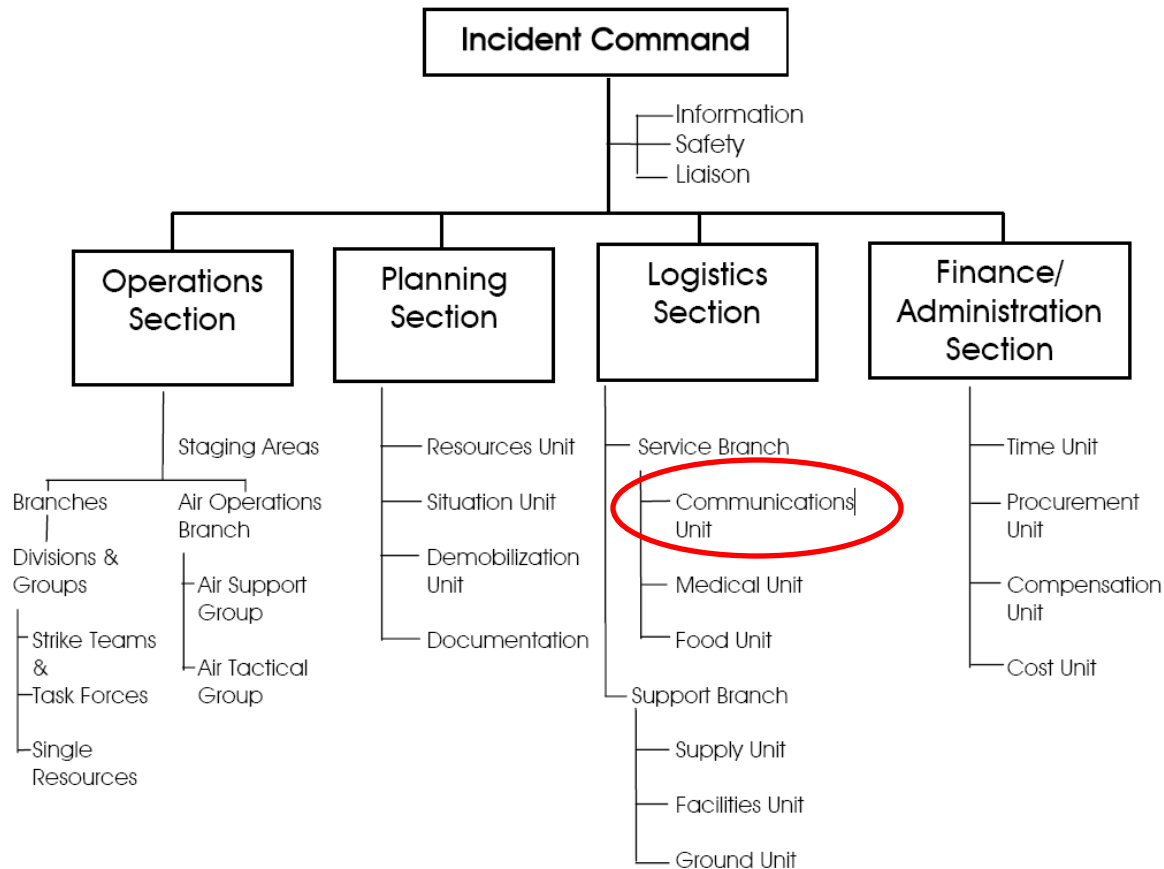 Incident Command
Information
Safety
Liaison
Operations
Section
Planning
Section
Logistics
Section
Finance/
Administration
Section
Staging Areas
Branches
Air Operations
Branch
Divisions &
Groups
Air Support
Group
Strike Teams
&
Task Forces
Air Tactical
Group
Single
Resources
Resources Unit
Situation Unit
Demobilization
Unit
Documentation
Service Branch
Communications
Unit
Medical Unit
Food Unit
Support Branch
Supply Unit
Facilities Unit
Ground Unit
Time Unit
Procurement
Unit
Compensation
Unit
Cost Unit